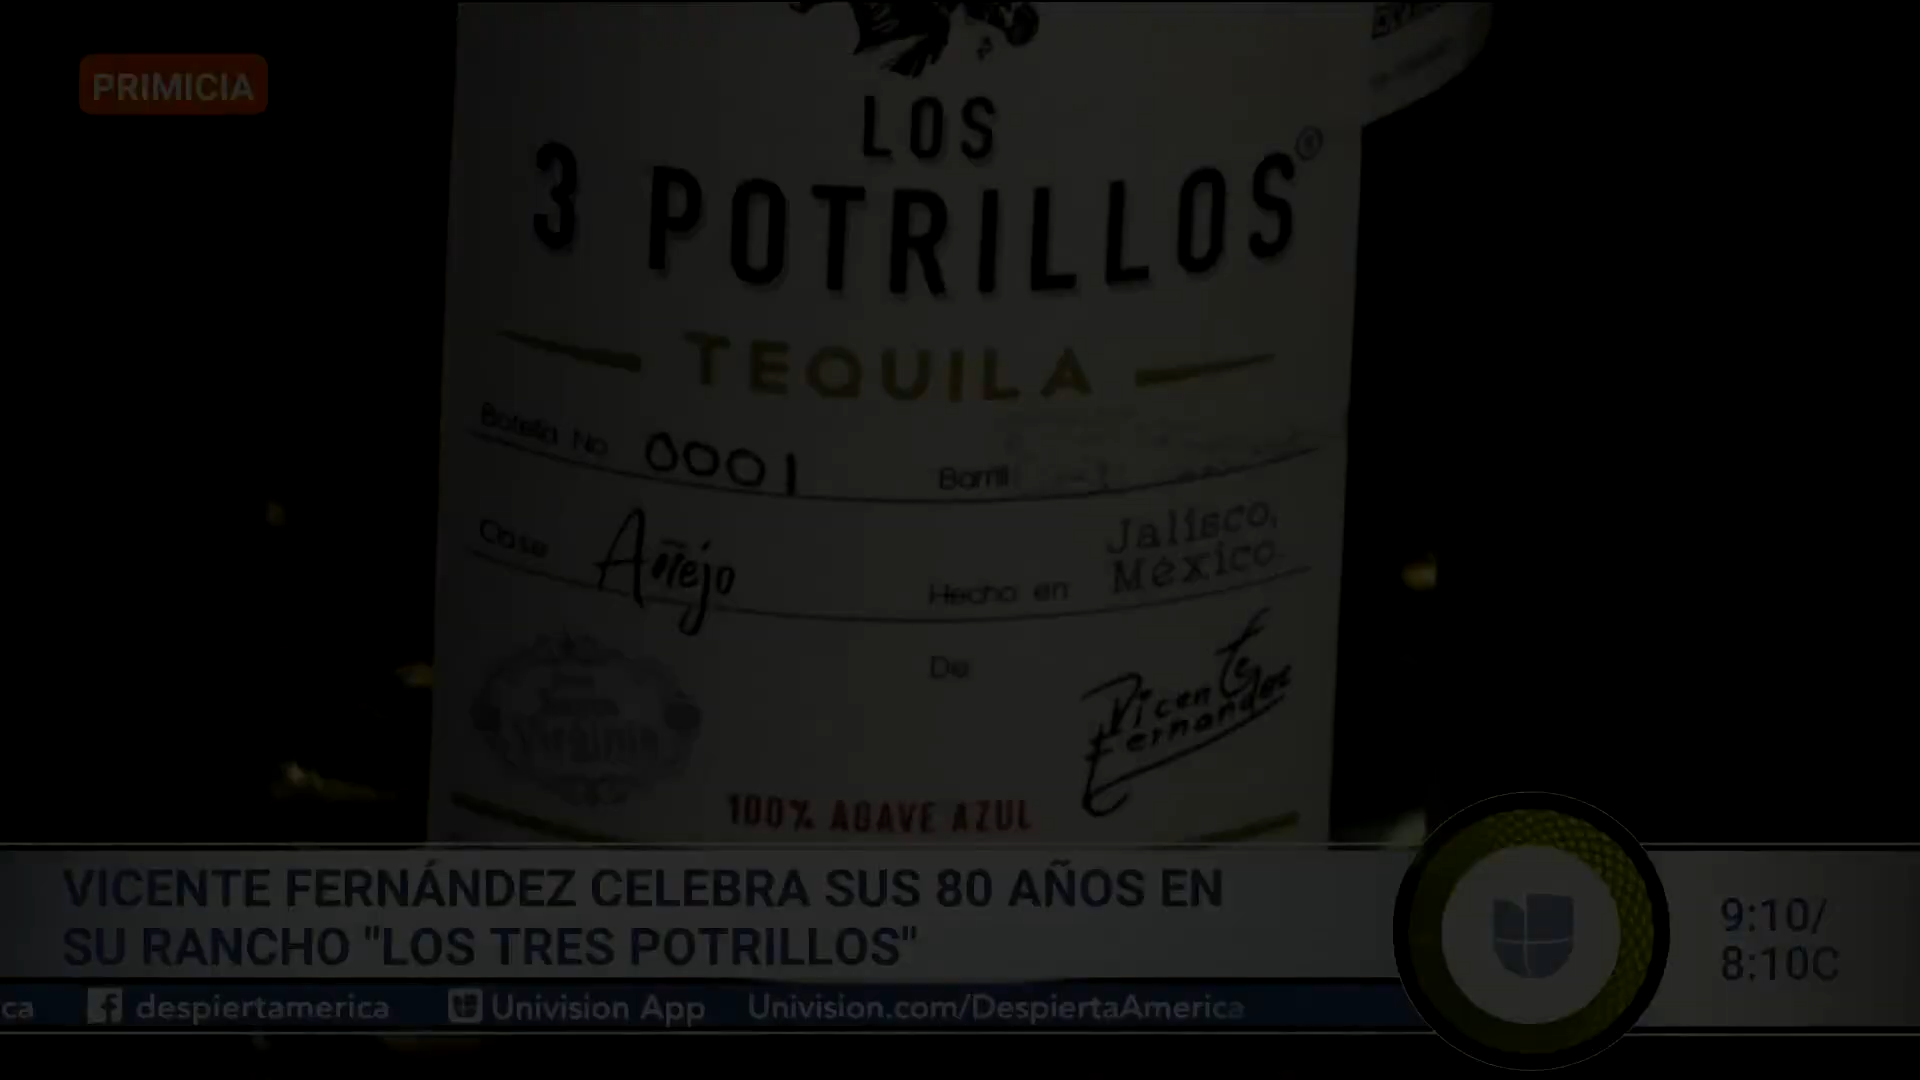 PRIMICIA
LOS
3 POTRILLOS®
TEQUILA
Botella No. 0001
Barril
Clase Añejo
Hecho en Jalisco,
México.
De Vicente
Fernández
Virginia
100% AGAVE AZUL
VICENTE FERNÁNDEZ CELEBRA SUS 80 AÑOS EN
SU RANCHO "LOS TRES POTRILLOS"
9:10/
8:10C
ca despiertamerica Univision App Univision.com/DespiertaAmerica